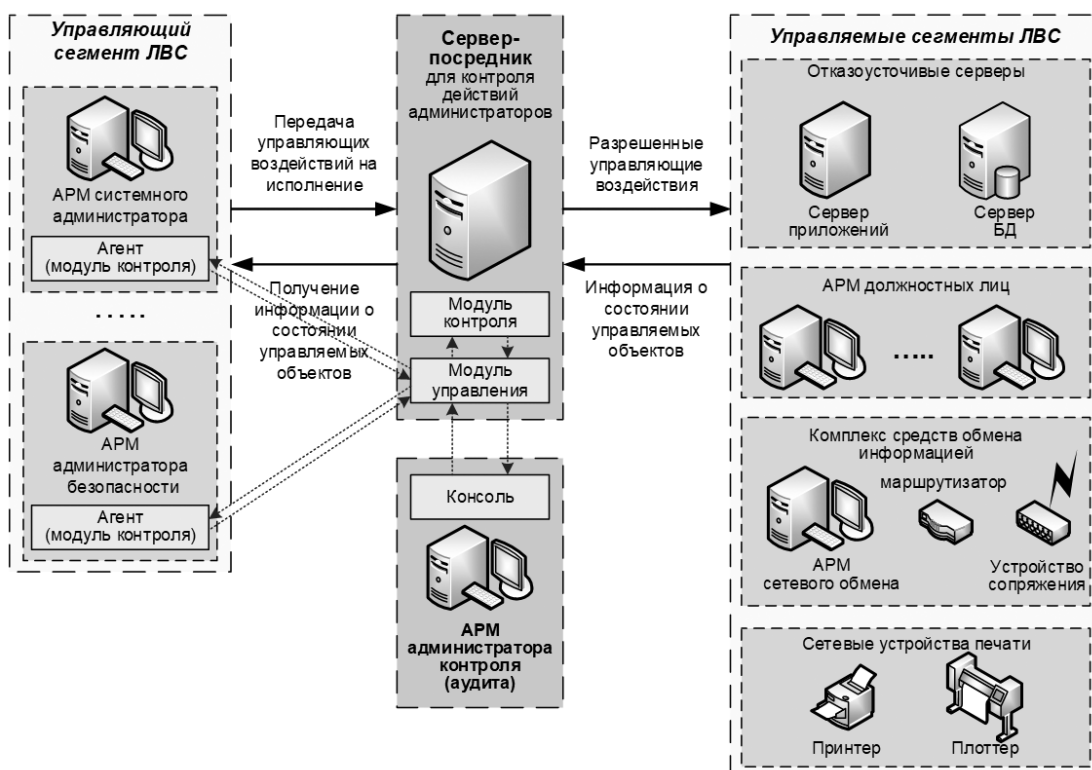 Управляющий
сегмент ЛВС
АРМ системного
администратора
Агент
(модуль контроля)
.....
АРМ
администратора
безопасности
Агент
(модуль контроля)
Передача
управляющих
воздействий на
исполнение
Получение
информации о
состоянии
управляемых
объектов
Сервер-
посредник
для контроля
действий
администраторов
Модуль
контроля
Модуль
управления
Консоль
АРМ
администратора
контроля
(аудита)
Разрешенные
управляющие
воздействия
Информация о
состоянии
управляемых
объектов
Управляемые сегменты ЛВС
Отказоусточивые серверы
Сервер
приложений
Сервер
БД
АРМ должностных лиц
.....
Комплекс средств обмена
информацией
маршрутизатор
АРМ
сетевого обмена
Устройство
сопряжения
Сетевые устройства печати
Принтер
Плоттер